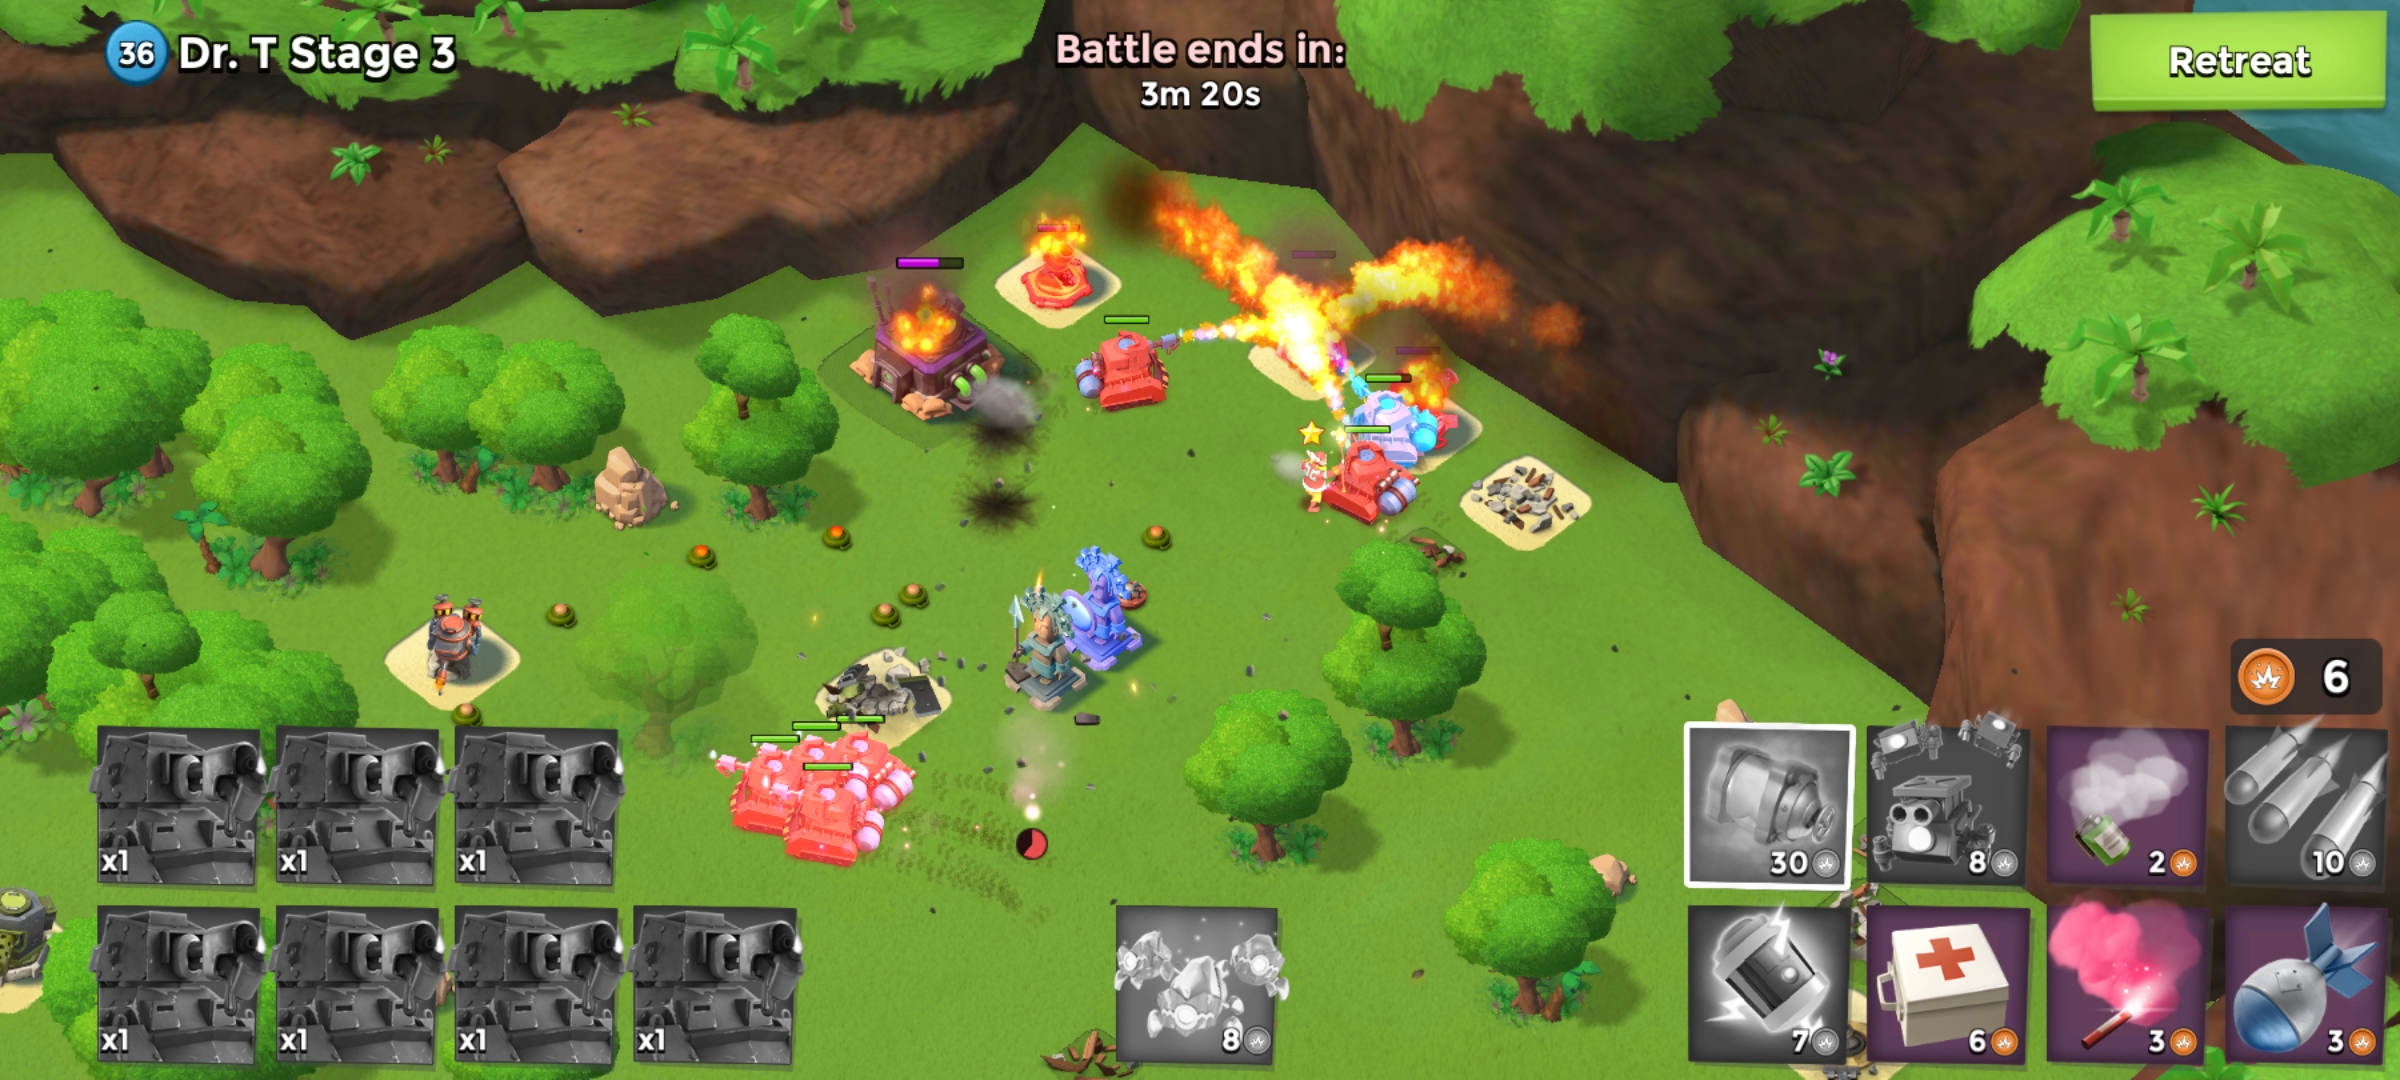 36 Dr. T Stage 3
Battle ends in:
3m 20s
Retreat
6
x1 x1 x1
30 8 2 10
x1 x1 x1 x1
8
7 6 3 3